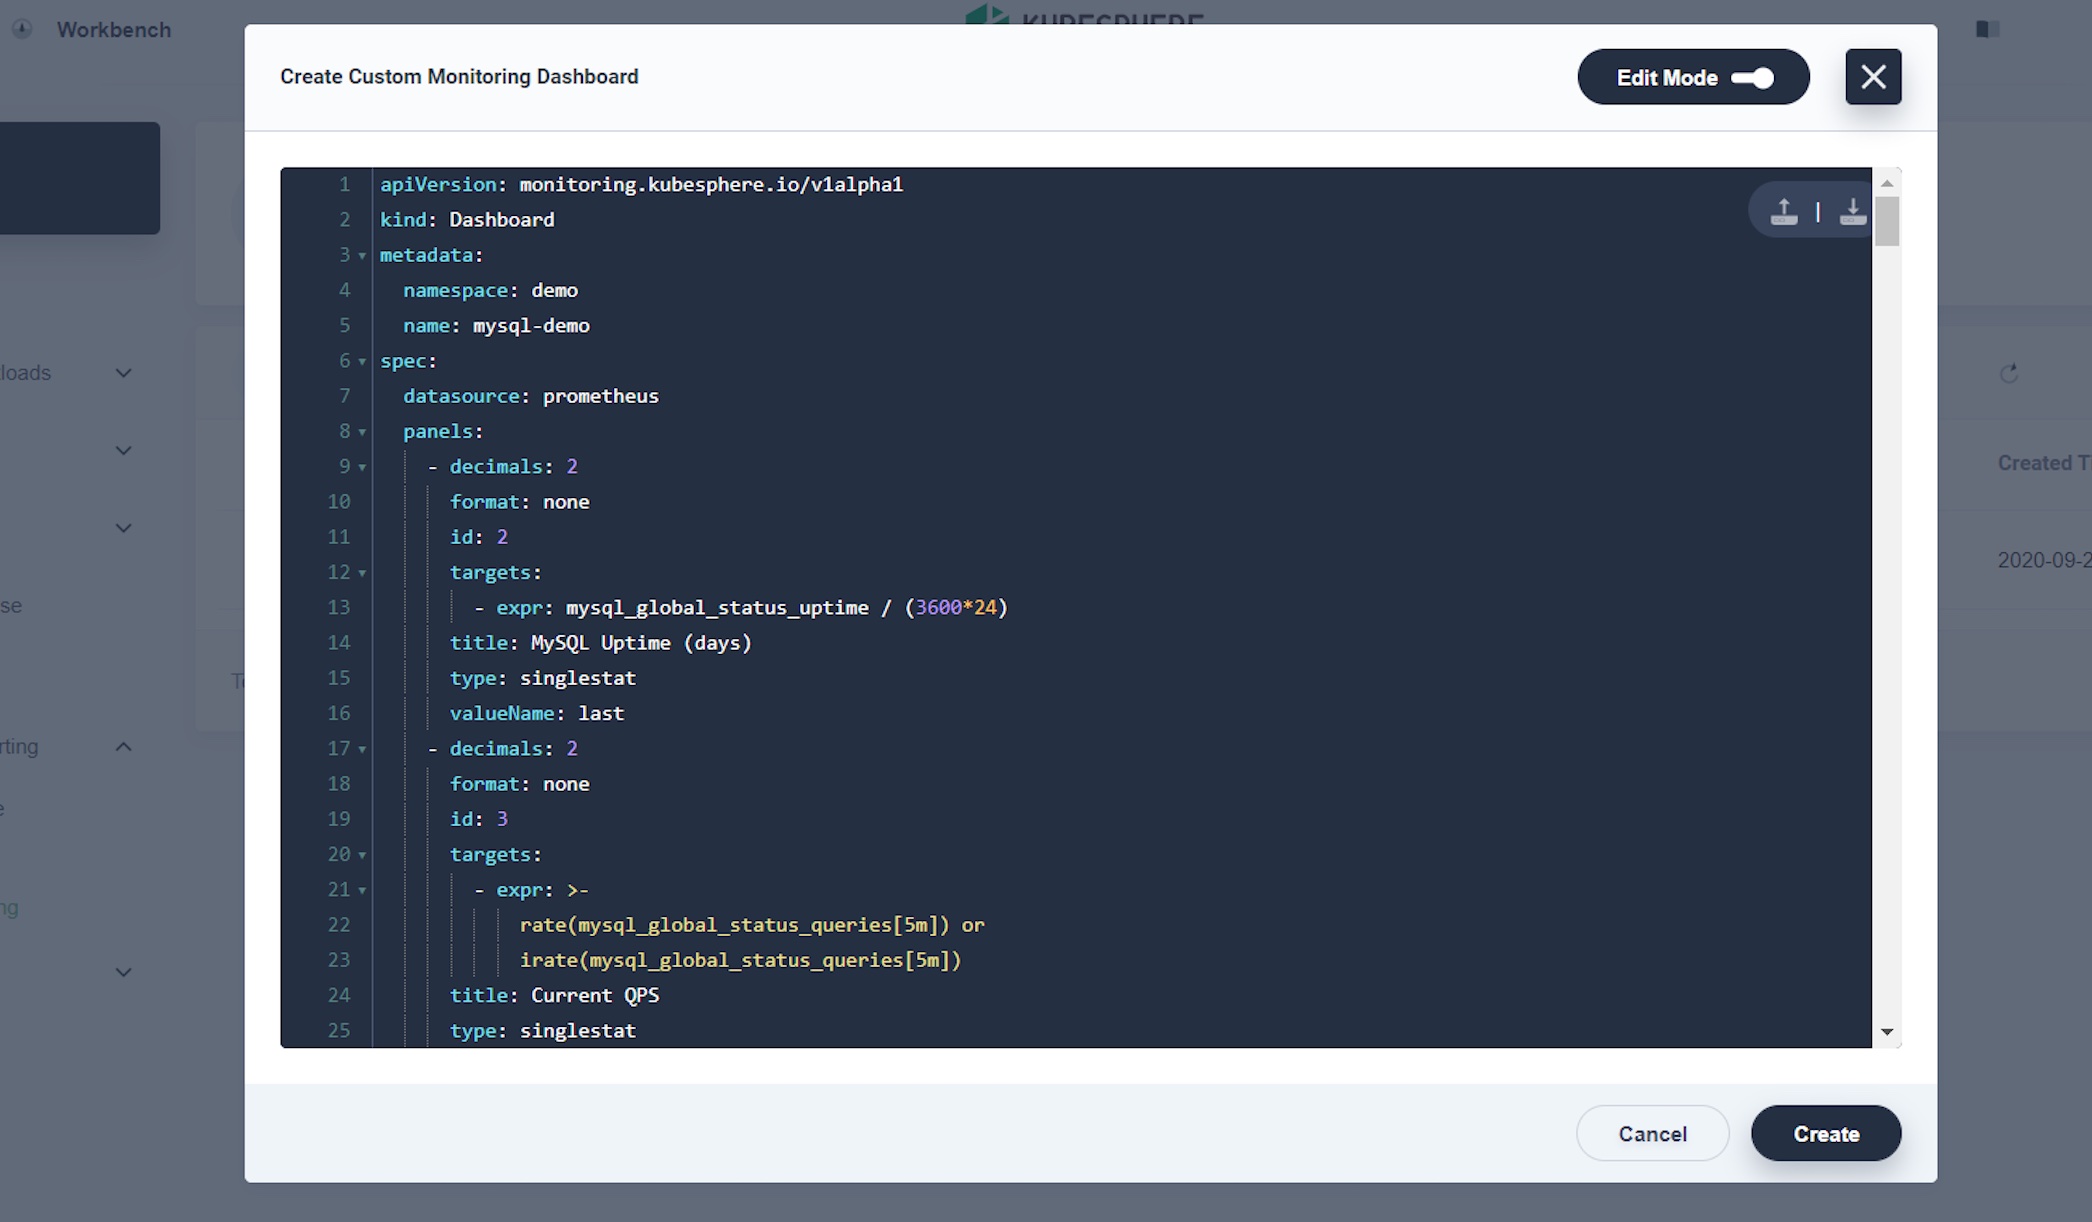 Workbench
KUBESPHERE
Create Custom Monitoring Dashboard
Edit Mode
1 apiVersion: monitoring.kubesphere.io/v1alpha1
2 kind: Dashboard
3 metadata:
4 namespace: demo
5 name: mysql-demo
6 spec:
7 datasource: prometheus
8 panels:
9 - decimals: 2
10 format: none
11 id: 2
12 targets:
13 - expr: mysql_global_status_uptime / (3600*24)
14 title: MySQL Uptime (days)
15 type: singlestat
16 valueName: last
17 - decimals: 2
18 format: none
19 id: 3
20 targets:
21 - expr: >-
22 rate(mysql_global_status_queries[5m]) or
23 irate(mysql_global_status_queries[5m])
24 title: Current QPS
25 type: singlestat
|
loads
se
rting
ng
Created T
2020-09-2
Cancel
Create